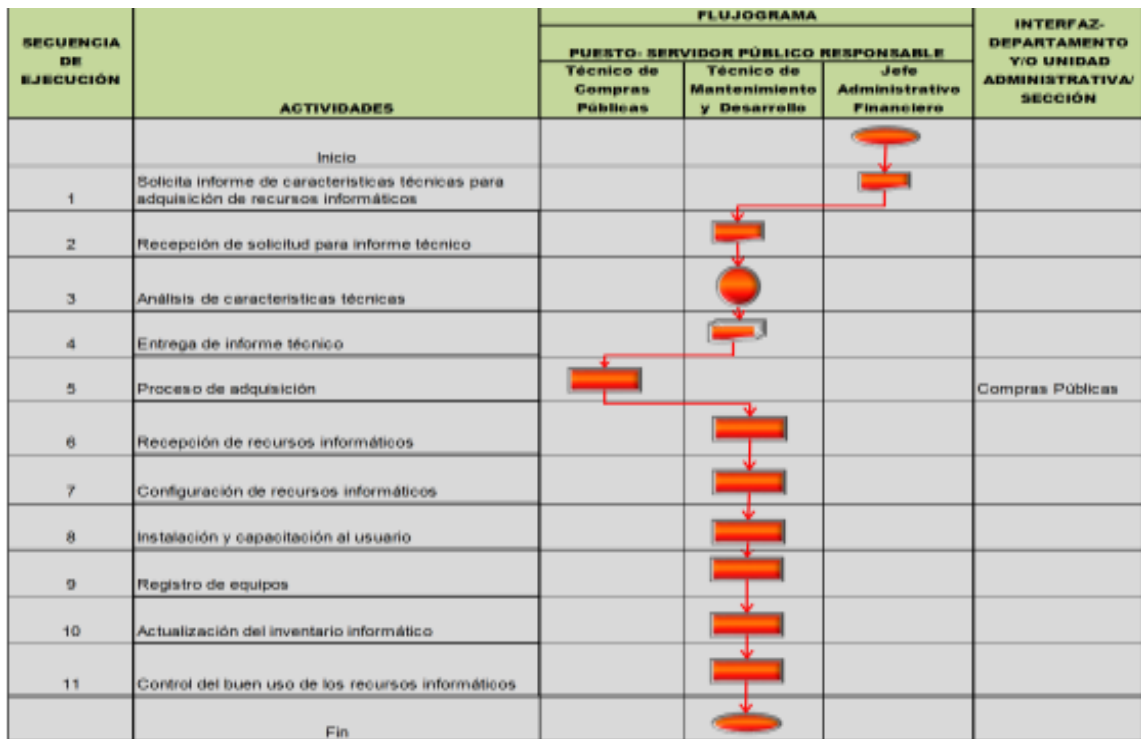 FLUJOGRAMA
SECUENCIA
DE
EJECUCIÓN
ACTIVIDADES
PUESTO: SERVIDOR PÚBLICO RESPONSABLE
Técnico de
Compras
Públicas
Técnico de
Mantenimiento
y Desarrollo
Jefe
Administrativo
Financiero
INTERFAZ-
DEPARTAMENTO
Y/O UNIDAD
ADMINISTRATIVA/
SECCIÓN
Inicio
1 Solicita informe de características técnicas para
adquisición de recursos informáticos
2 Recepción de solicitud para informe técnico
3 Análisis de características técnicas
4 Entrega de informe técnico
5 Proceso de adquisición Compras Públicas
6 Recepción de recursos informáticos
7 Configuración de recursos informáticos
8 Instalación y capacitación al usuario
9 Registro de equipos
10 Actualización del inventario informático
11 Control del buen uso de los recursos informáticos
Fin